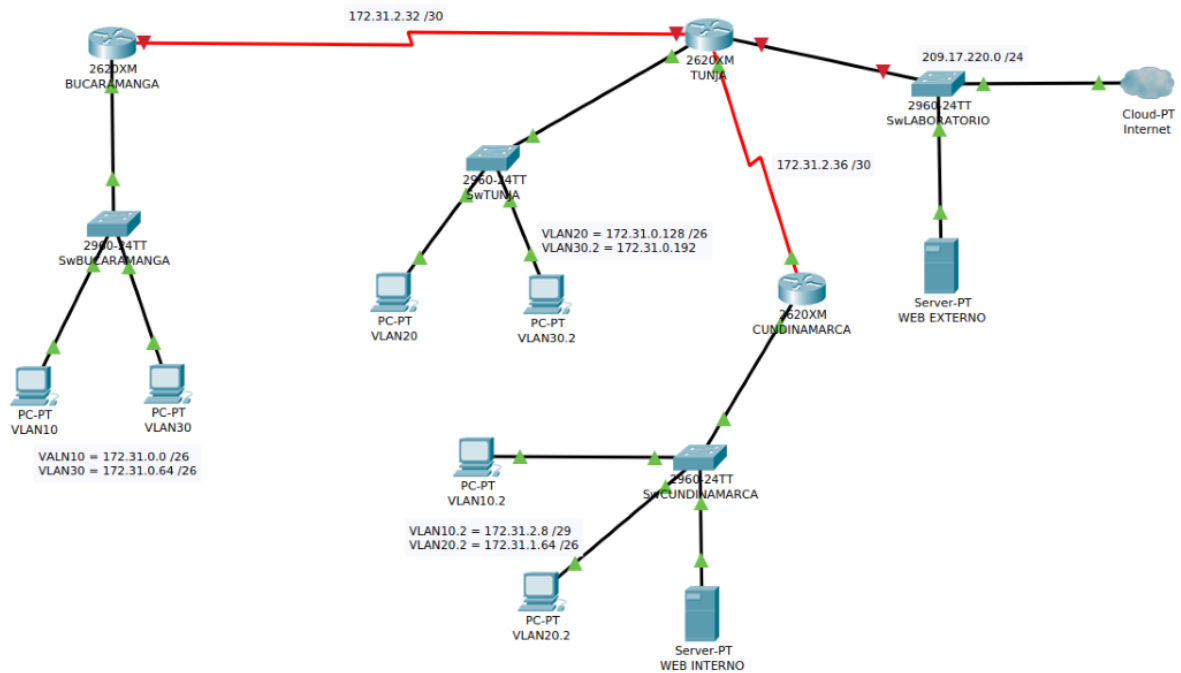 172.31.2.32 /30
2620XM
BUCARAMANGA
2620XM
TUNJA
209.17.220.0 /24
2960-24TT
SwLABORATORIO
Cloud-PT
Internet
2960-24TT
SwTUNJA
172.31.2.36 /30
VLAN20 = 172.31.0.128 /26
VLAN30.2 = 172.31.0.192
2960-24TT
SwBUCARAMANGA
PC-PT
VLAN20
PC-PT
VLAN30.2
2620XM
CUNDINAMARCA
Server-PT
WEB EXTERNO
PC-PT
VLAN10
PC-PT
VLAN30
VALN10 = 172.31.0.0 /26
VLAN30 = 172.31.0.64 /26
PC-PT
VLAN10.2
2960-24TT
SwCUNDINAMARCA
VLAN10.2 = 172.31.2.8 /29
VLAN20.2 = 172.31.1.64 /26
PC-PT
VLAN20.2
Server-PT
WEB INTERNO